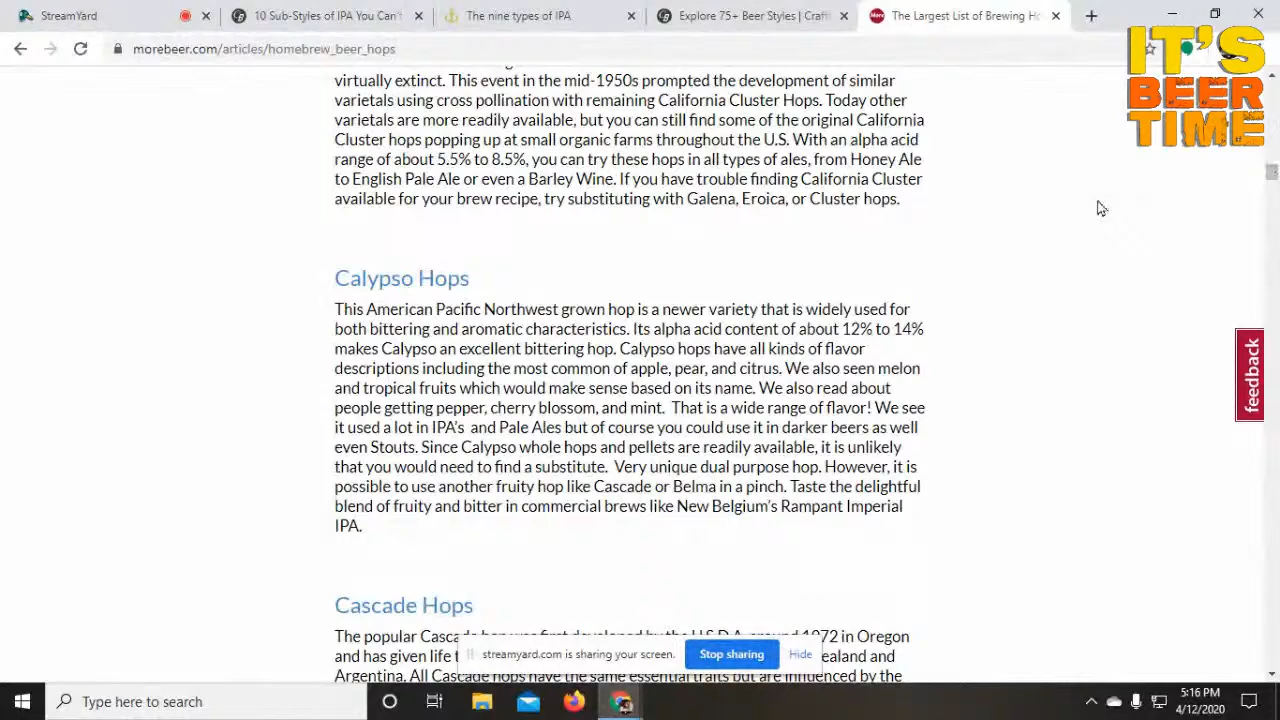 StreamYard
10 Sub-Styles of IPA You Can't
The nine types of IPA
Explore 75+ Beer Styles | Craft
More
The Largest List of Brewing Ho
morebeer.com/articles/homebrew_beer_hops
IT'S
BEER
TIME
virtually extinct. This event in the mid-1950s prompted the development of similar
varietals using cross pollination with remaining California Cluster Hops. Today other
varietals are more readily available, but you can still find some of the original California
Cluster hops popping up at small organic farms throughout the U.S. With an alpha acid
range of about 5.5% to 8.5%, you can try these hops in all types of ales, from Honey Ale
to English Pale Ale or even a Barley Wine. If you have trouble finding California Cluster
available for your brew recipe, try substituting with Galena, Eroica, or Cluster hops.
Calypso Hops
This American Pacific Northwest grown hop is a newer variety that is widely used for
both bittering and aromatic characteristics. Its alpha acid content of about 12% to 14%
makes Calypso an excellent bittering hop. Calypso hops have all kinds of flavor
descriptions including the most common of apple, pear, and citrus. We also seen melon
and tropical fruits which would make sense based on its name. We also read about
people getting pepper, cherry blossom, and mint. That is a wide range of flavor! We see
it used a lot in IPA's and Pale Ales but of course you could use it in darker beers as well
even Stouts. Since Calypso whole hops and pellets are readily available, it is unlikely
that you would need to find a substitute. Very unique dual purpose hop. However, it is
possible to use another fruity hop like Cascade or Belma in a pinch. Taste the delightful
blend of fruity and bitter in commercial brews like New Belgium's Rampant Imperial
IPA.
feedback
Cascade Hops
The popular Cascade hop was first developed by the U.S.D.A. around 1972 in Oregon
and has given life ealand and
Argentina. All Cascade hops have the same essential traits but are influenced by the
streamyard.com is sharing your screen.
Stop sharing
Hide
Type here to search
5:16 PM
4/12/2020